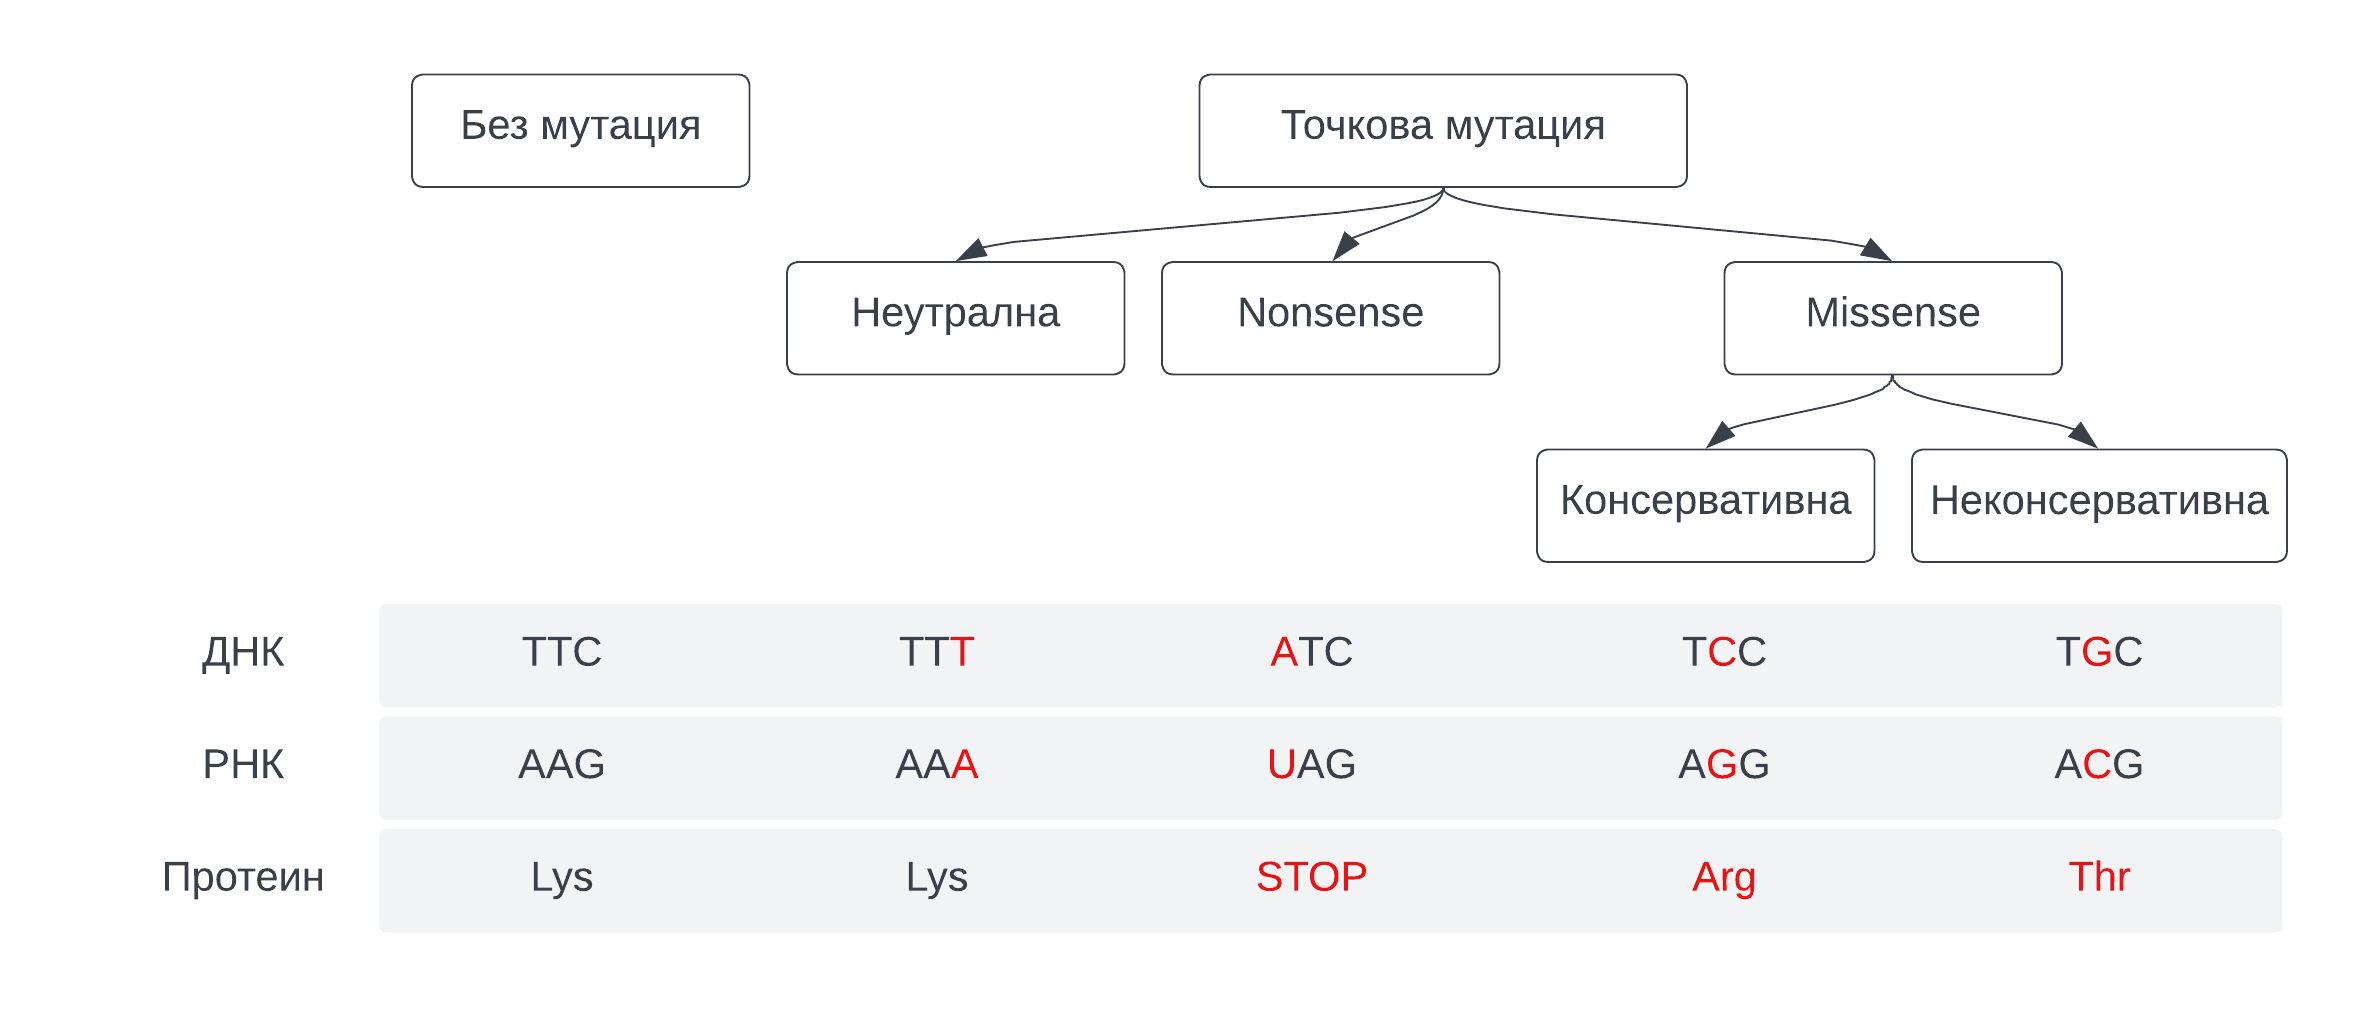 Без мутация
Точкова мутация
Неутрална
Nonsense
Missense
Консервативна
Неконсервативна
ДНК TTC TTT ATC TCC TGC
РНК AAG AAA UAG AGG ACG
Протеин Lys Lys STOP Arg Thr